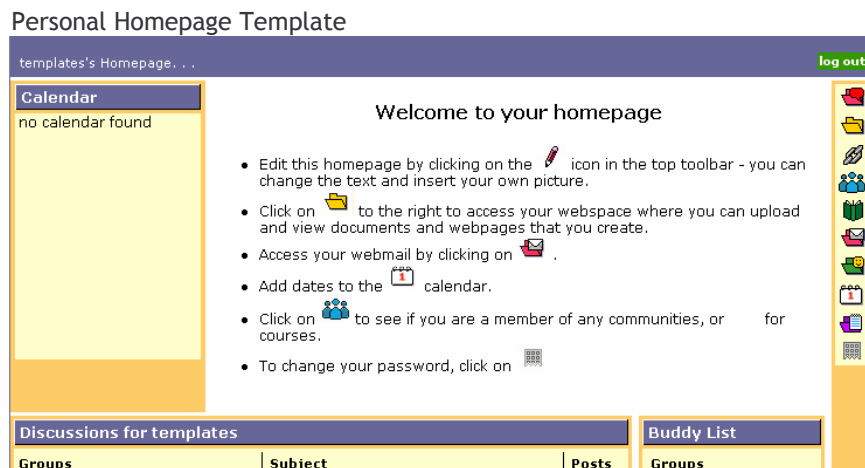 Personal Homepage Template
templates's Homepage. . .
log out
Calendar
no calendar found
Welcome to your homepage
Edit this homepage by clicking on the icon in the top toolbar - you can
change the text and insert your own picture.
Click on to the right to access your webspace where you can upload
and view documents and webpages that you create.
Access your webmail by clicking on .
Add dates to the 1 calendar.
Click on to see if you are a member of any communities, or for
courses.
To change your password, click on
1
Discussions for templates
Buddy List
Groups Subject Posts
Groups